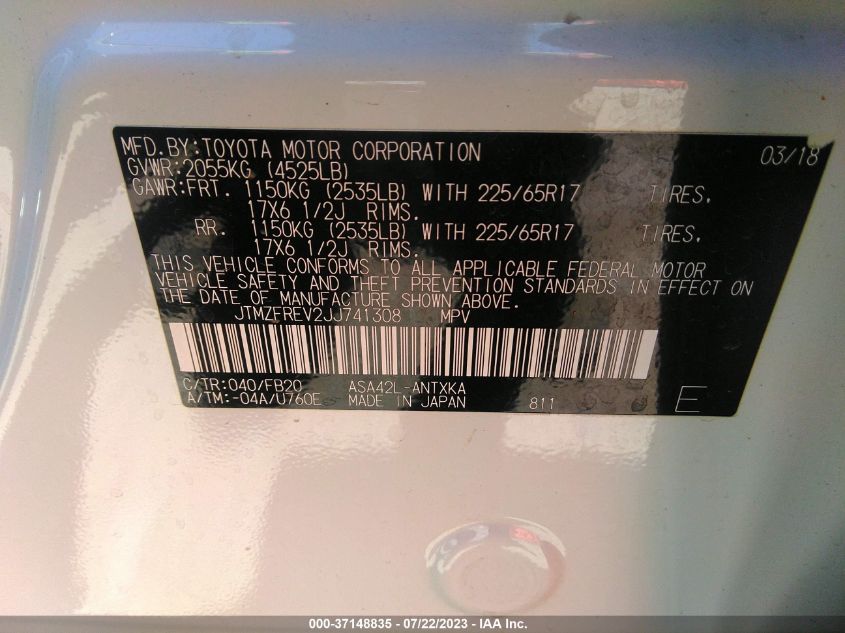 MFD.BY:TOYOTA MOTOR CORPORATION 03/18
GVWR:2055KG (4525LB)
GAWR:FRT. 1150KG (2535LB) WITH 225/65R17 TIRES,
17X6 1/2J RIMS.
RR. 1150KG (2535LB) WITH 225/65R17 TIRES,
17X6 1/2J RIMS.
THIS VEHICLE CONFORMS TO ALL APPLICABLE FEDERAL MOTOR
VEHICLE SAFETY AND THEFT PREVENTION STANDARDS IN EFFECT ON
THE DATE OF MANUFACTURE SHOWN ABOVE.
JTMZFREV2JJ741308 MPV
C/TR:040/FB20 ASA42L-ANTXKA
A/TM:-04A/U760E MADE IN JAPAN 811 E
000-37148835 - 07/22/2023 - IAA Inc.